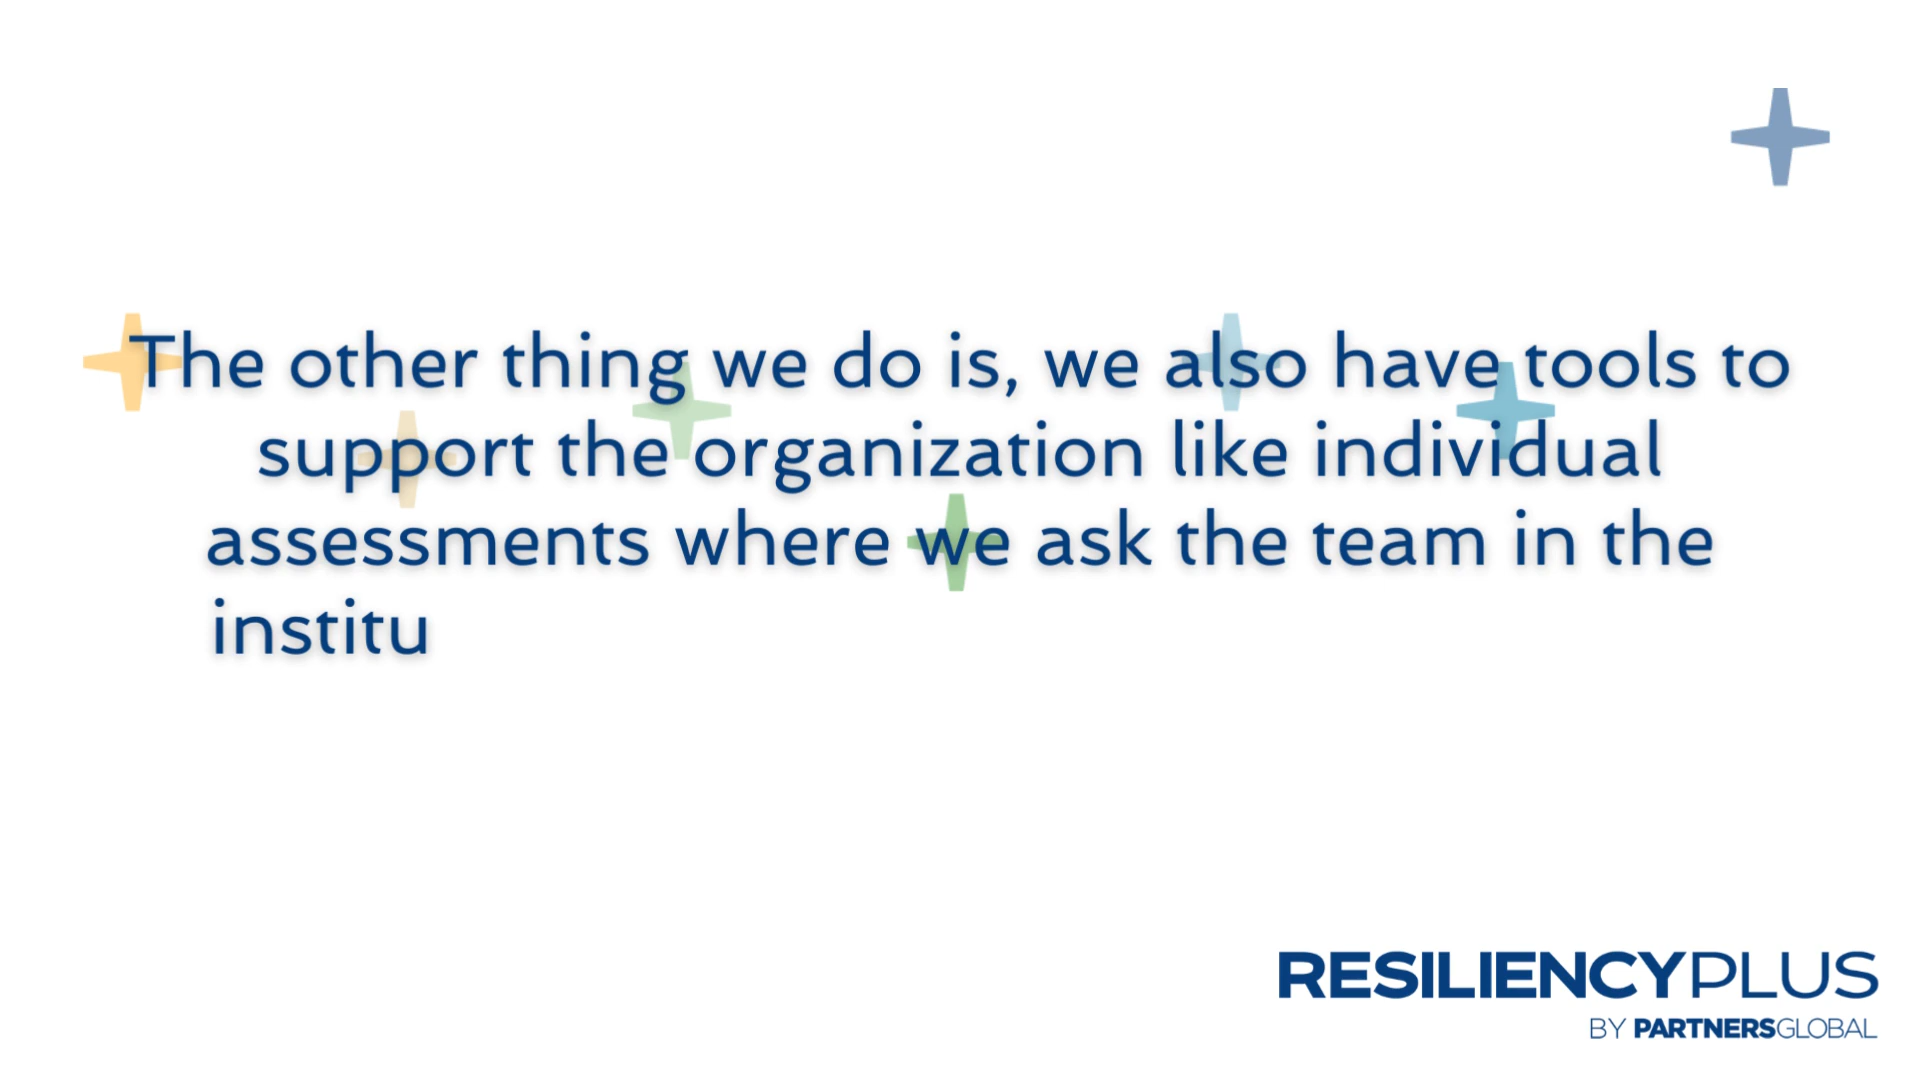 The other thing we do is, we also have tools to
support the organization like individual
assessments where we ask the team in the
institu
RESILIENCYPLUS
BY PARTNERSGLOBAL